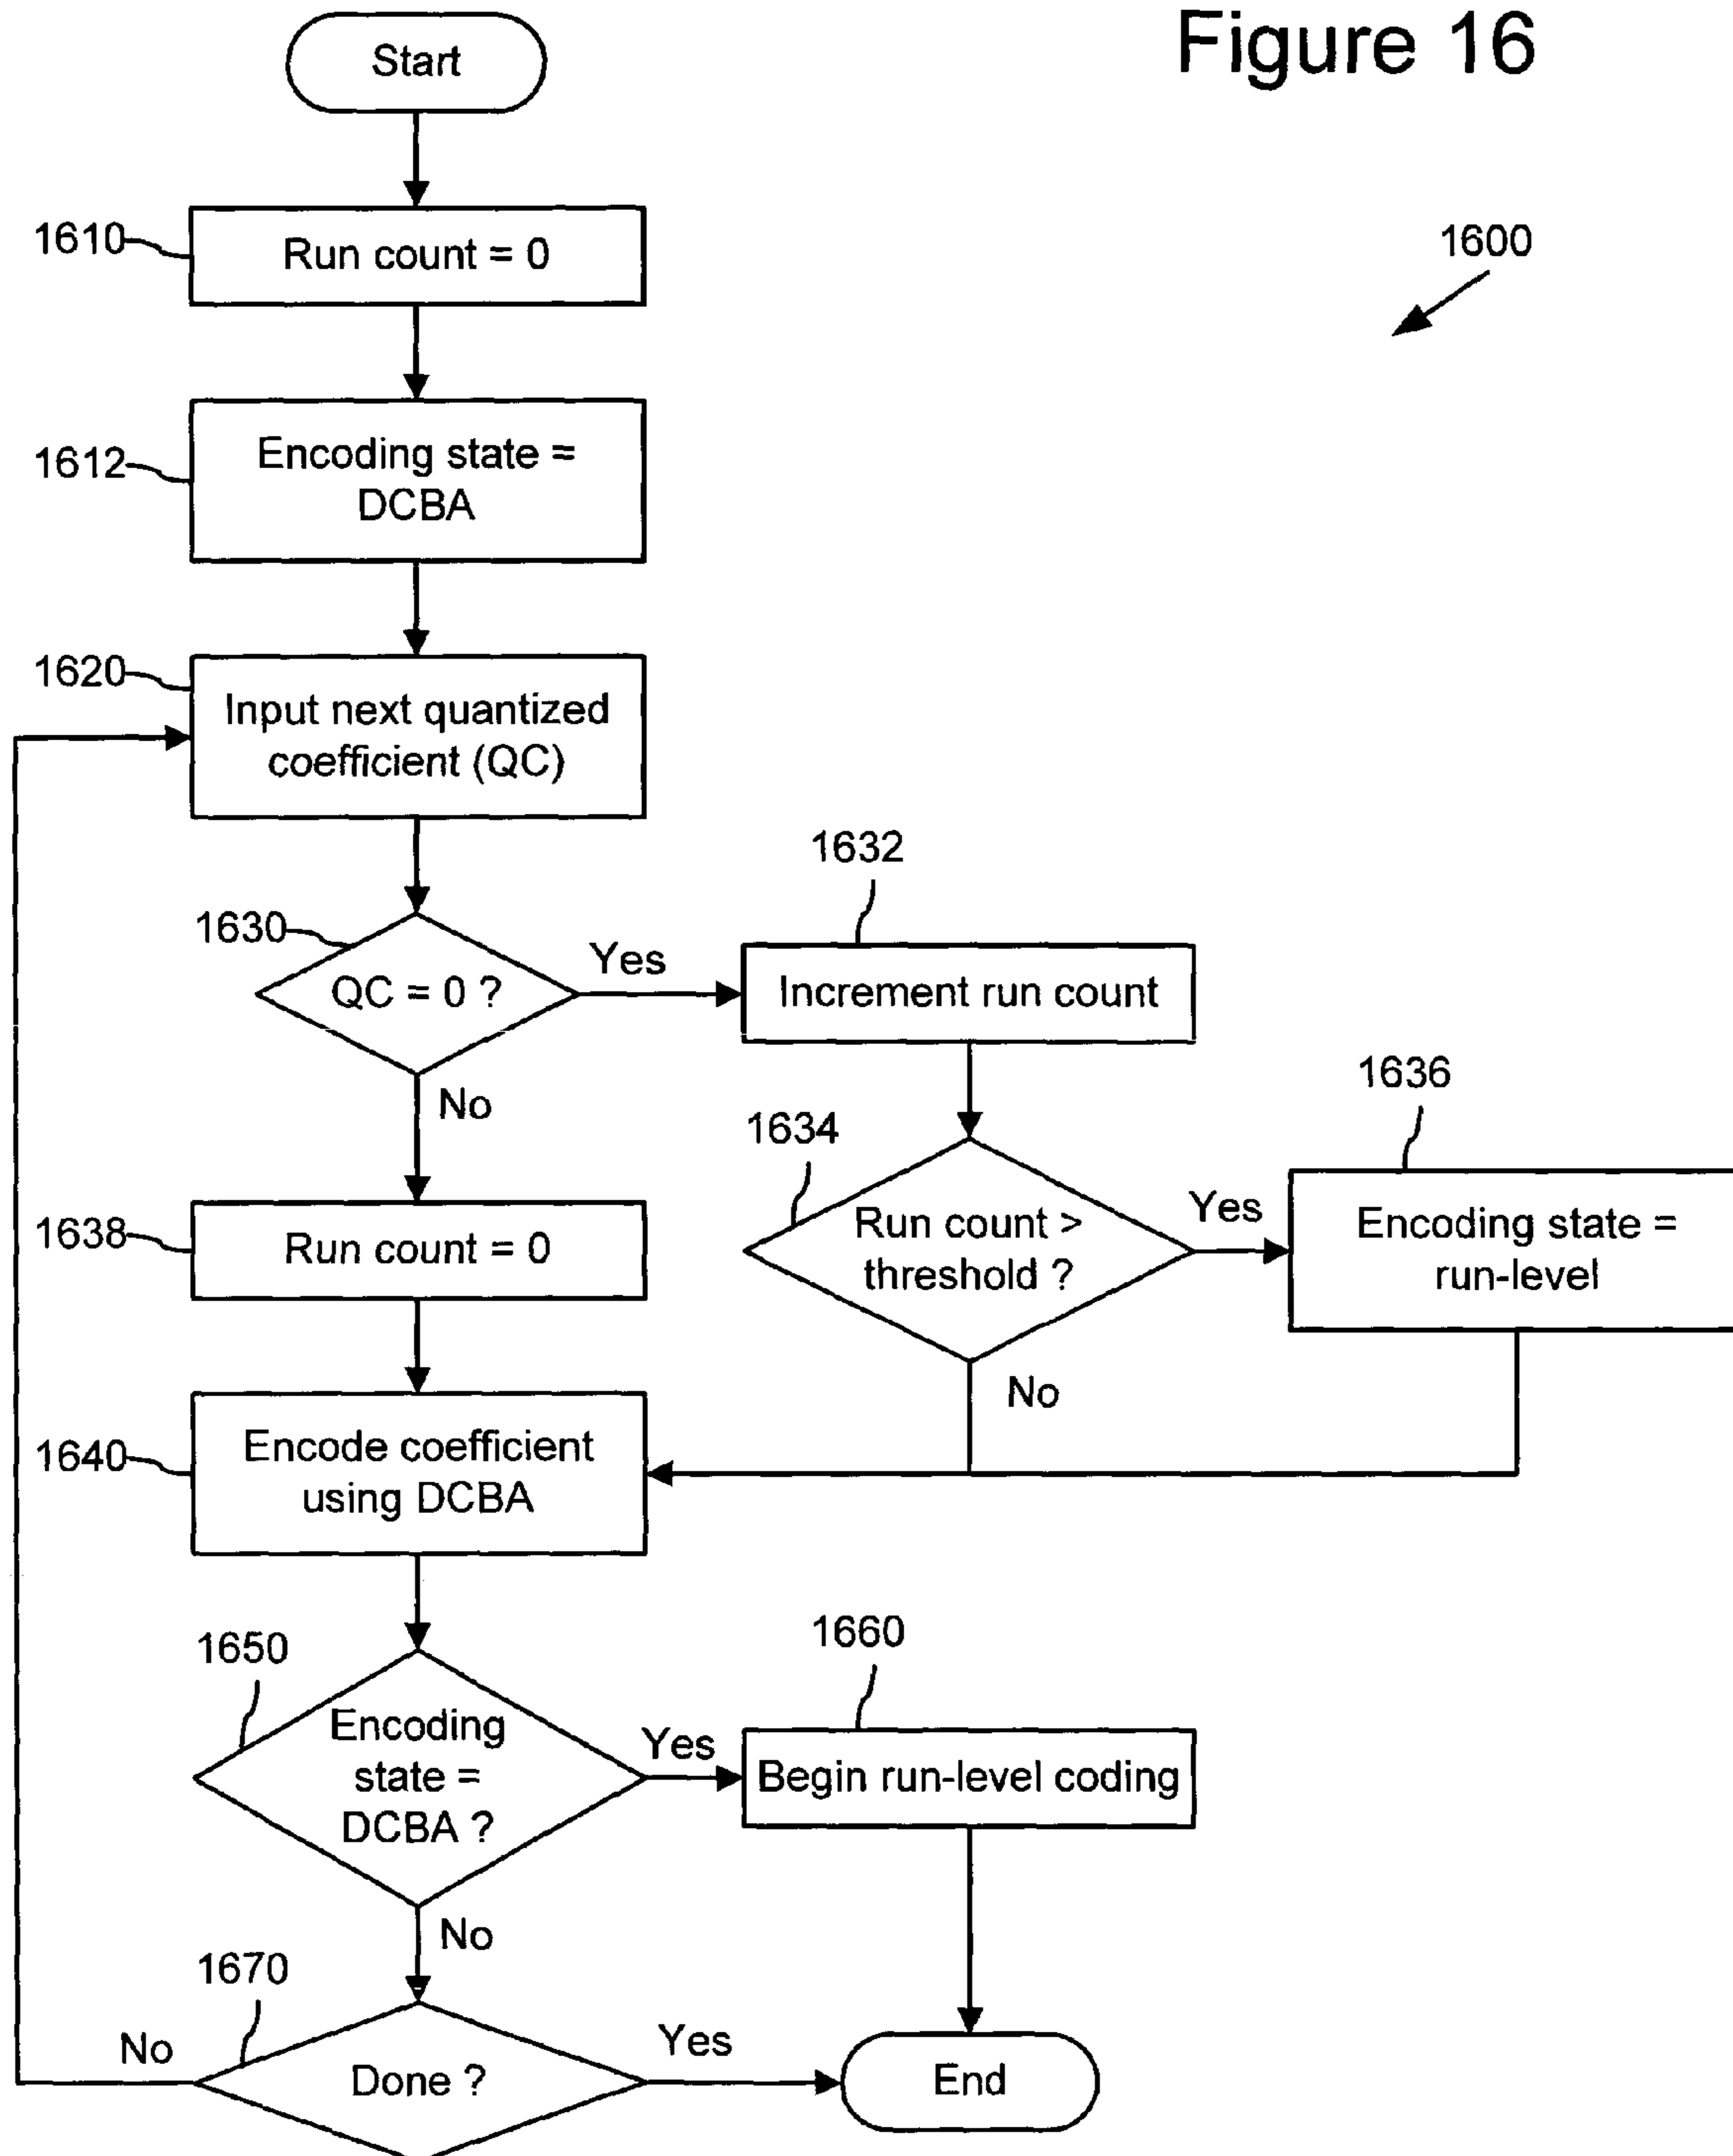 Figure 16
Start
1600
1610
Run count = 0
1612
Encoding state =
DCBA
1620
Input next quantized
coefficient (QC)
1630
QC = 0 ?
Yes
No
1632
Increment run count
1634
Run count >
threshold ?
Yes
No
1636
Encoding state =
run-level
1638
Run count = 0
1640
Encode coefficient
using DCBA
1650
Encoding
state =
DCBA ?
Yes
No
1660
Begin run-level coding
1670
Done ?
No
Yes
End